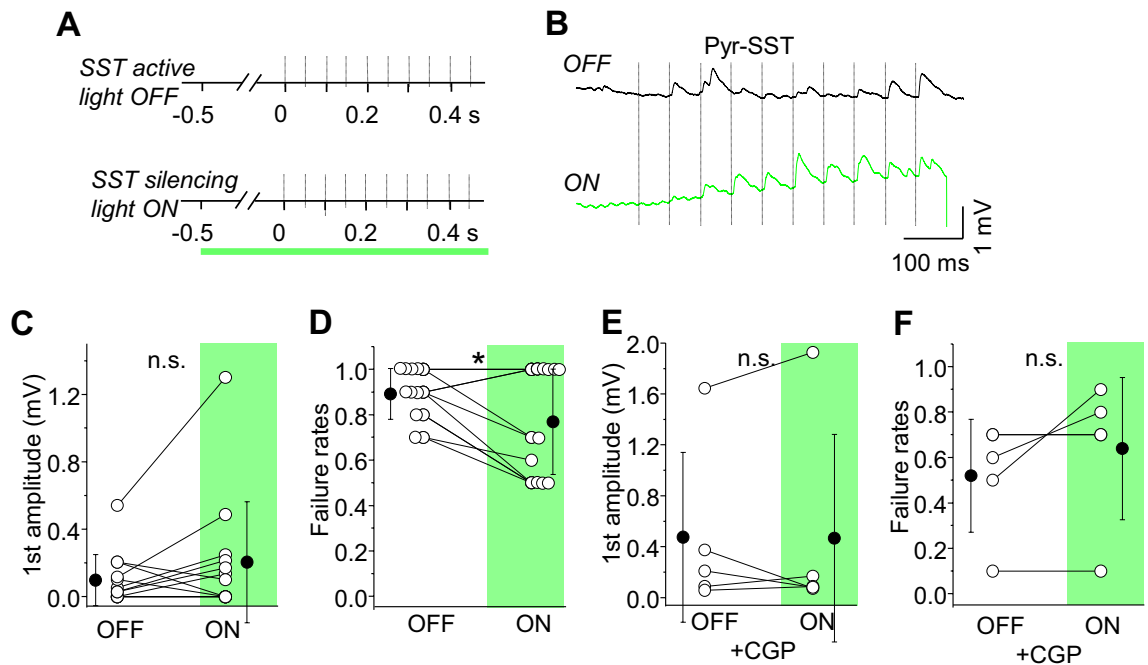 A
SST active
light OFF
-0.5
0
0.2
0.4 s
SST silencing
light ON
-0.5
0
0.2
0.4 s
B
Pyr-SST
OFF
ON
1 mV
100 ms
C
n.s.
1st amplitude (mV)
1.2
0.8
0.4
0.0
OFF
ON
D
*
Failure rates
1.0
0.8
0.6
0.4
0.2
0.0
OFF
ON
E
n.s.
1st amplitude (mV)
2.0
1.6
1.2
0.8
0.4
0.0
OFF
ON
+CGP
F
n.s.
Failure rates
1.0
0.8
0.6
0.4
0.2
0.0
OFF
ON
+CGP